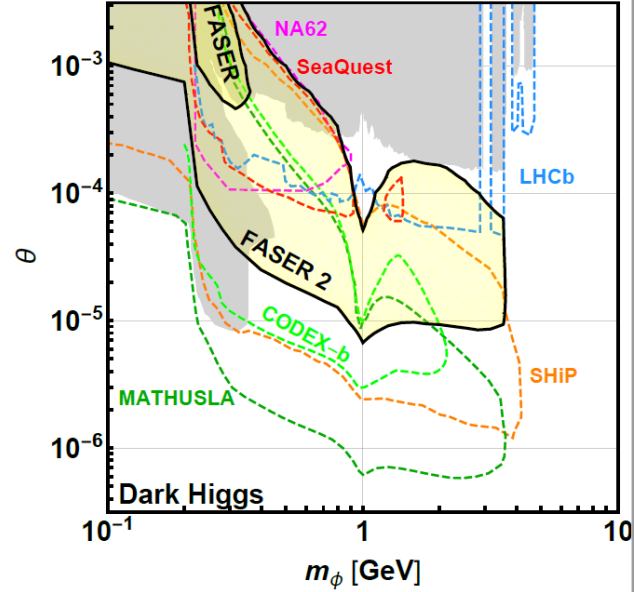 NA62
FASER
SeaQuest
10⁻³
LHCb
10⁻⁴
θ
FASER 2
10⁻⁵
CODEX-b
SHiP
MATHUSLA
10⁻⁶
Dark Higgs
10⁻¹ 1 10
m_ϕ [GeV]